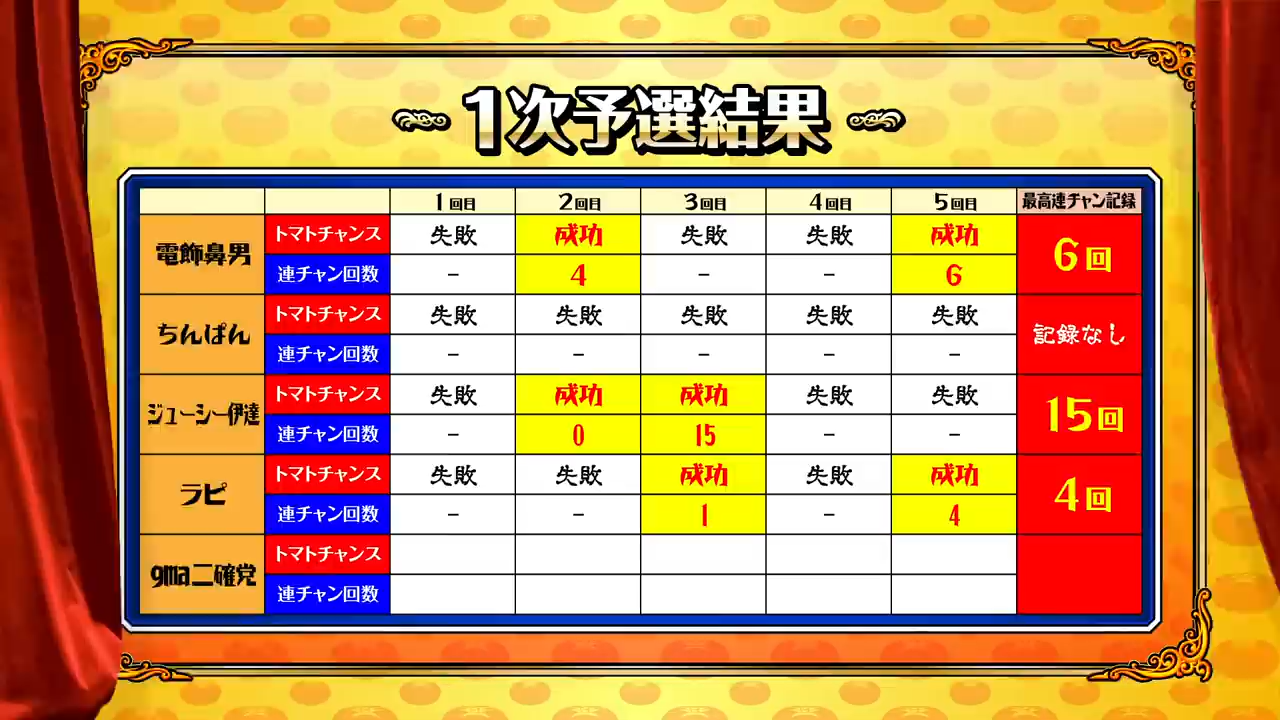 1次予選結果
1回目 2回目 3回目 4回目 5回目 最高連チャン記録
電飾鼻男 トマトチャンス 失敗 成功 失敗 失敗 成功 6回
連チャン回数 － 4 － － 6
ちんぱん トマトチャンス 失敗 失敗 失敗 失敗 失敗 記録なし
連チャン回数 － － － － －
ジューシー伊達 トマトチャンス 失敗 成功 成功 失敗 失敗 15回
連チャン回数 － 0 15 － －
ラピ トマトチャンス 失敗 失敗 成功 失敗 成功 4回
連チャン回数 － － 1 － 4
gma二確党 トマトチャンス
連チャン回数